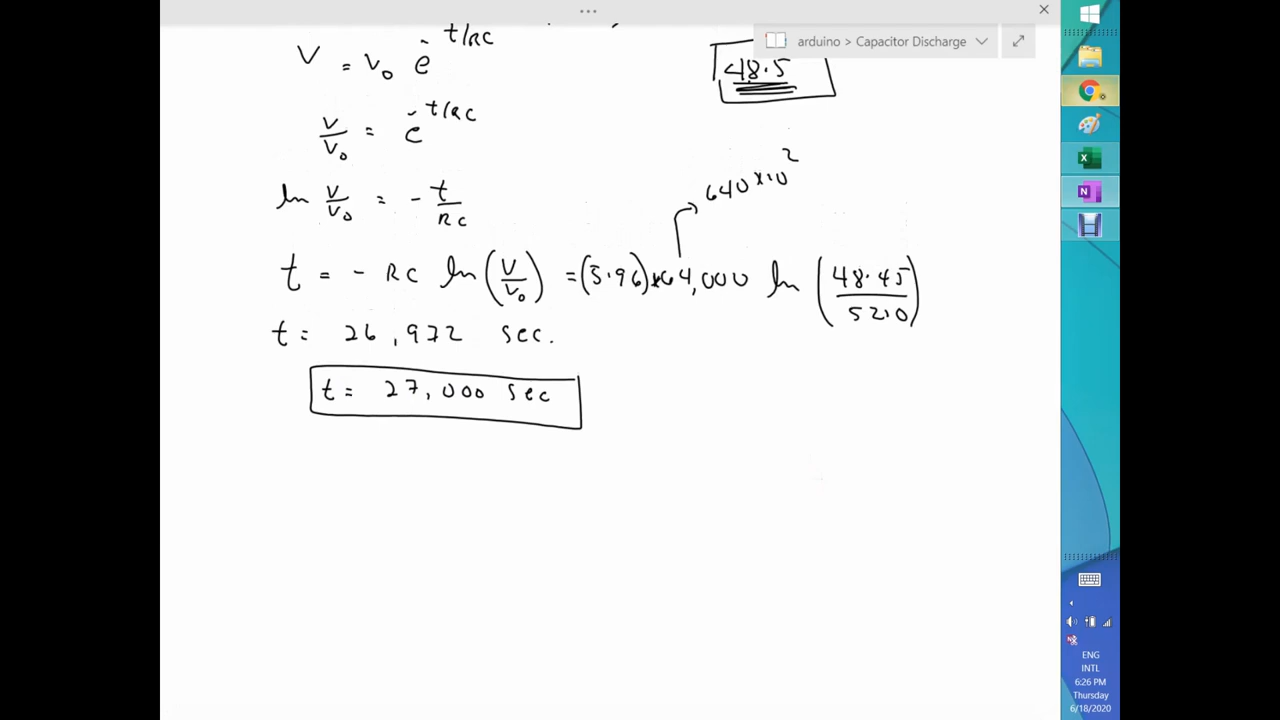 arduino > Capacitor Discharge
V = V₀ e^(-t/RC)
48.5
V/V₀ = e^(-t/RC)
640×10²
ln V/V₀ = - t/RC
t = - RC ln(V/V₀) = (5.96)*64,000 ln(48.45/5210)
t = 26,972 sec.
t = 27,000 sec
ENG
INTL
6:26 PM
Thursday
6/18/2020